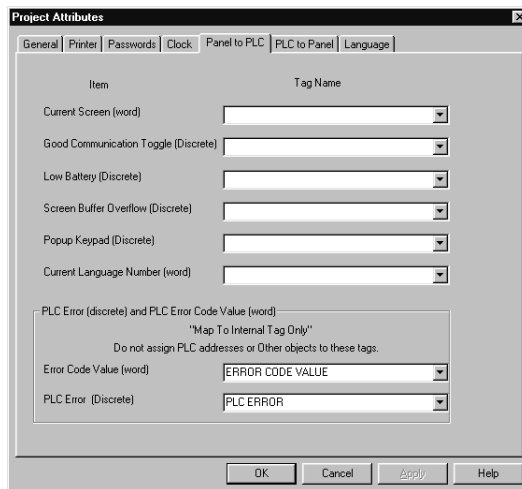 Project Attributes
General Printer Passwords Clock Panel to PLC PLC to Panel Language
Item Tag Name
Current Screen (word)
Good Communication Toggle (Discrete)
Low Battery (Discrete)
Screen Buffer Overflow (Discrete)
Popup Keypad (Discrete)
Current Language Number (word)
PLC Error (discrete) and PLC Error Code Value (word)
"Map To Internal Tag Only"
Do not assign PLC addresses or Other objects to these tags.
Error Code Value (word) ERROR CODE VALUE
PLC Error (Discrete) PLC ERROR
OK Cancel Apply Help